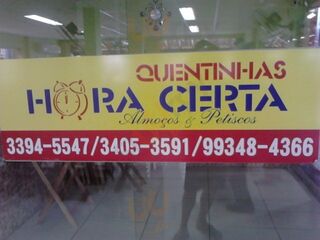 QUENTINHAS
HORA CERTA
Almoços & Petiscos
3394-5547/3405-3591/99348-4366